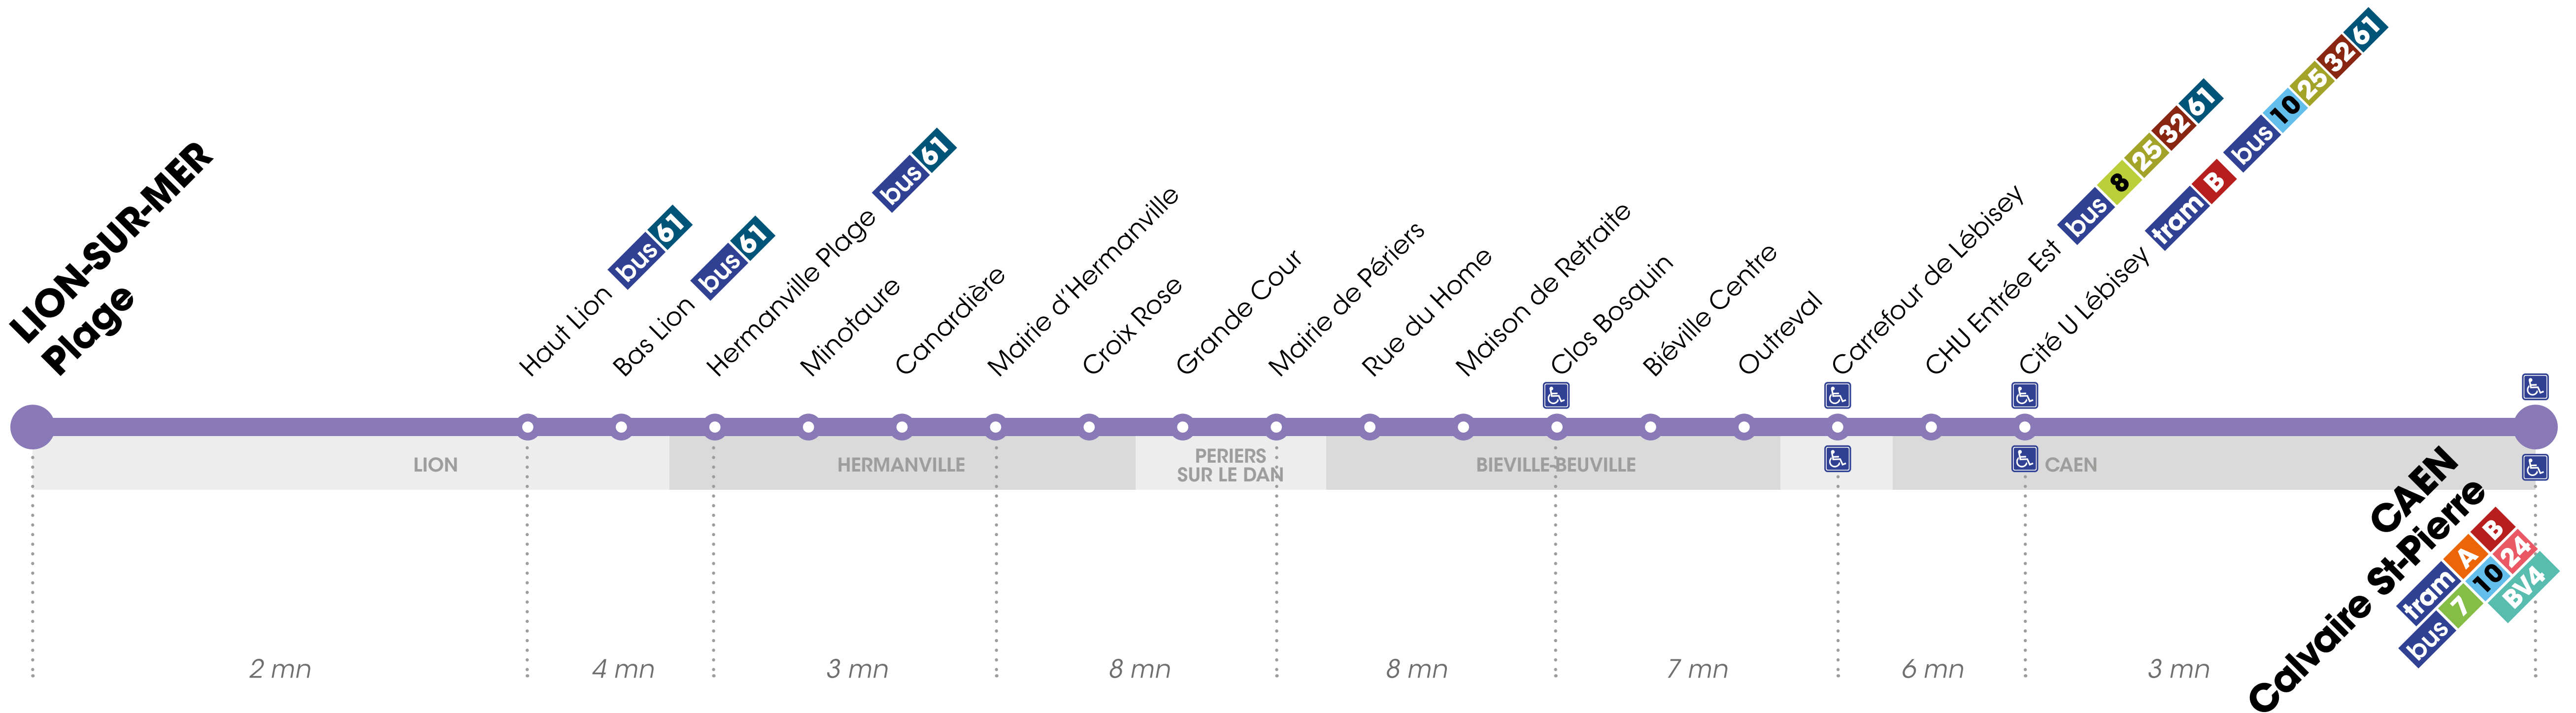 LION-SUR-MER
Plage
Haut Lion bus 61
Bas Lion bus 61
Hermanville Plage bus 61
Minotaure
Canardière
Mairie d'Hermanville
Croix Rose
Grande Cour
Mairie de Périers
Rue du Home
Maison de Retraite
Clos Bosquin
Biéville Centre
Outreval
Carrefour de Lébisey
CHU Entrée Est bus 8 25 32 61
Cité U Lébisey tram B bus 10 25 32 61
LION
HERMANVILLE
PERIERS
SUR LE DAN
BIEVILLE-BEUVILLE
CAEN
CAEN
Calvaire St-Pierre
tram A B
bus 7 10 24
BV4
2 mn
4 mn
3 mn
8 mn
8 mn
7 mn
6 mn
3 mn